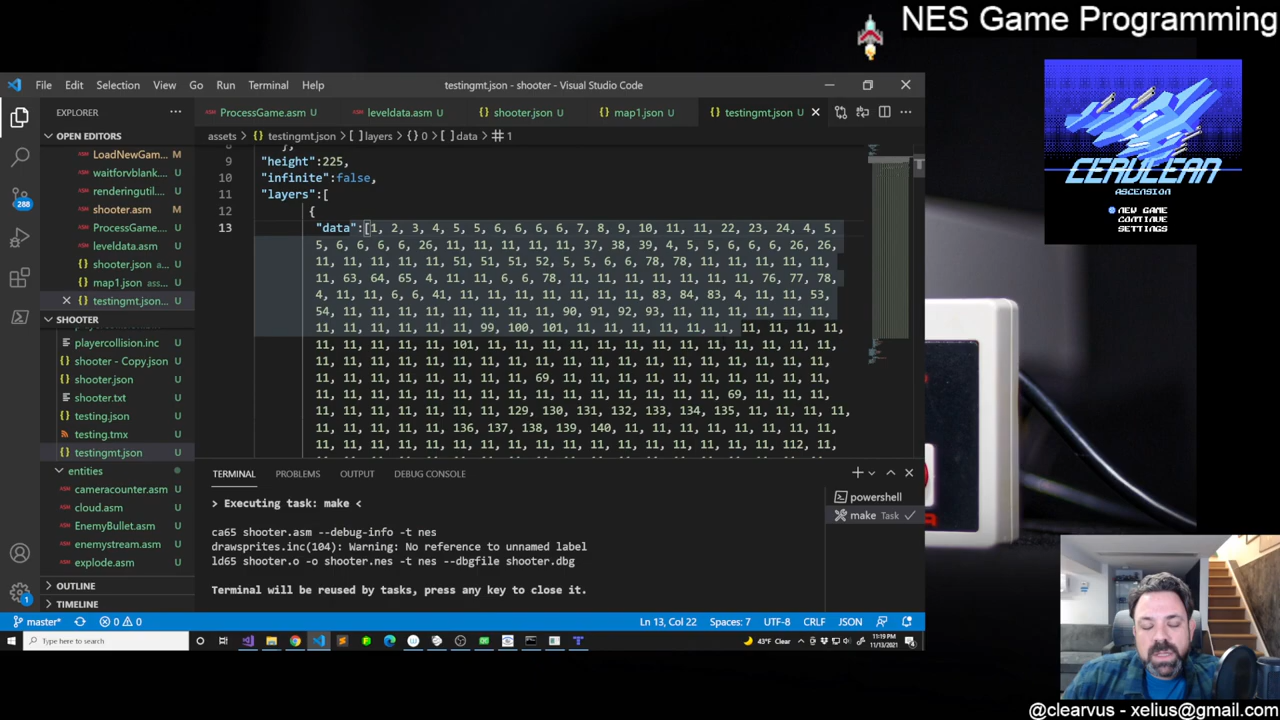 NES Game Programming
File Edit Selection View Go Run Terminal Help
testingmt.json - shooter - Visual Studio Code
EXPLORER
OPEN EDITORS
LoadNewGam... M
waitforvblank...
renderingutil...
shooter.asm M
ProcessGame... U
leveldata.asm U
shooter.json a... U
map1.json ass... U
testingmt.json... U
SHOOTER
playercollision.inc U
shooter - Copy.json U
shooter.json U
shooter.txt U
testing.json U
testing.tmx U
testingmt.json U
entities
cameracounter.asm U
cloud.asm U
EnemyBullet.asm U
enemystream.asm U
explode.asm U
OUTLINE
TIMELINE
288
1
ProcessGame.asm U leveldata.asm U shooter.json U map1.json U testingmt.json U
assets > testingmt.json > [ ] layers > {} 0 > [ ] data > # 1
9 "height":225,
10 "infinite":false,
11 "layers":[
12 {
13 "data":[1, 2, 3, 4, 5, 5, 6, 6, 6, 6, 7, 8, 9, 10, 11, 11, 22, 23, 24, 4, 5,
5, 6, 6, 6, 6, 26, 11, 11, 11, 11, 11, 37, 38, 39, 4, 5, 5, 6, 6, 6, 26, 26,
11, 11, 11, 11, 11, 51, 51, 51, 52, 5, 5, 6, 6, 78, 78, 11, 11, 11, 11, 11,
11, 63, 64, 65, 4, 11, 11, 6, 6, 78, 11, 11, 11, 11, 11, 11, 11, 76, 77, 78,
4, 11, 11, 6, 6, 41, 11, 11, 11, 11, 11, 11, 11, 11, 83, 84, 83, 4, 11, 11, 53,
54, 11, 11, 11, 11, 11, 11, 11, 11, 90, 91, 92, 93, 11, 11, 11, 11, 11, 11, 11,
11, 11, 11, 11, 11, 11, 99, 100, 101, 11, 11, 11, 11, 11, 11, 11, 11, 11, 11,
11, 11, 11, 11, 11, 101, 11, 11, 11, 11, 11, 11, 11, 11, 11, 11, 11, 11, 11,
11, 11, 11, 11, 11, 11, 11, 11, 11, 11, 11, 11, 11, 11, 11, 11, 11, 11, 11,
11, 11, 11, 11, 11, 11, 11, 11, 69, 11, 11, 11, 11, 11, 11, 11, 11, 11, 11,
11, 11, 11, 11, 11, 11, 11, 11, 11, 11, 11, 11, 11, 11, 11, 69, 11, 11, 11,
11, 11, 11, 11, 11, 11, 11, 129, 130, 131, 132, 133, 134, 135, 11, 11, 11, 11,
11, 11, 11, 11, 11, 136, 137, 138, 139, 140, 11, 11, 11, 11, 11, 11, 11, 11,
TERMINAL PROBLEMS OUTPUT DEBUG CONSOLE
> Executing task: make <
ca65 shooter.asm --debug-info -t nes
drawsprites.inc(104): Warning: No reference to unnamed label
ld65 shooter.o -o shooter.nes -t nes --dbgfile shooter.dbg
Terminal will be reused by tasks, press any key to close it.
powershell
make Task
master* 0 0 Ln 13, Col 22 Spaces: 7 UTF-8 CRLF JSON
Type here to search
43°F Clear 11:19 PM
11/13/2021
4
CERULEAN
ASCENSION
NEW GAME
CONTINUE
SETTINGS
@clearvus - xelius@gmail.com